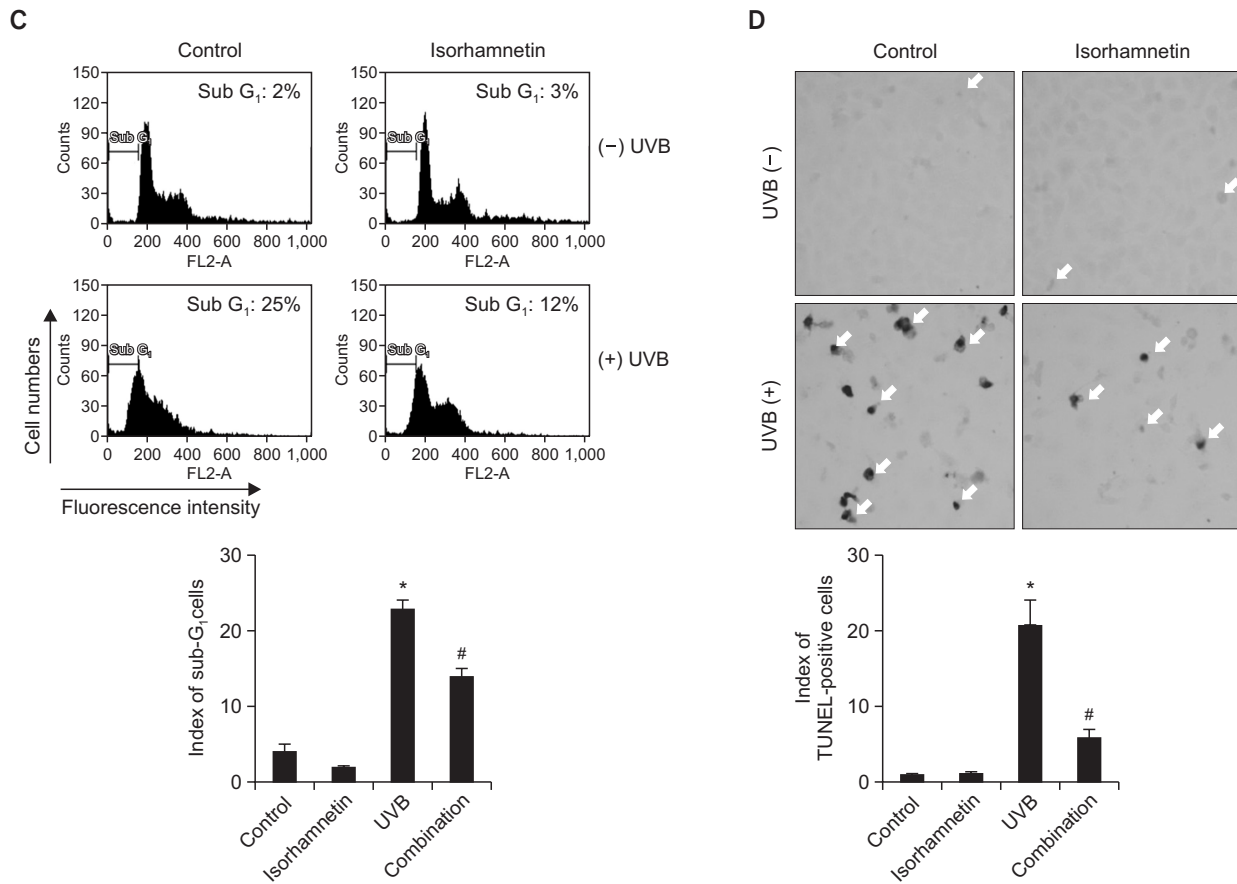 C
Control
Isorhamnetin
150
120
90
60
30
0
Counts
Sub G₁: 2%
Sub G₁
0 200 400 600 800 1,000
FL2-A
150
120
90
60
30
0
Counts
Sub G₁: 3%
Sub G₁
0 200 400 600 800 1,000
FL2-A
(−) UVB
150
120
90
60
30
0
Counts
Sub G₁: 25%
Sub G₁
0 200 400 600 800 1,000
FL2-A
150
120
90
60
30
0
Counts
Sub G₁: 12%
Sub G₁
0 200 400 600 800 1,000
FL2-A
(+) UVB
Cell numbers
Fluorescence intensity
Index of sub-G₁cells
30
20
10
0
*
#
Control
Isorhamnetin
UVB
Combination
D
Control
Isorhamnetin
UVB (−)
UVB (+)
Index of
TUNEL-positive cells
30
20
10
0
*
#
Control
Isorhamnetin
UVB
Combination